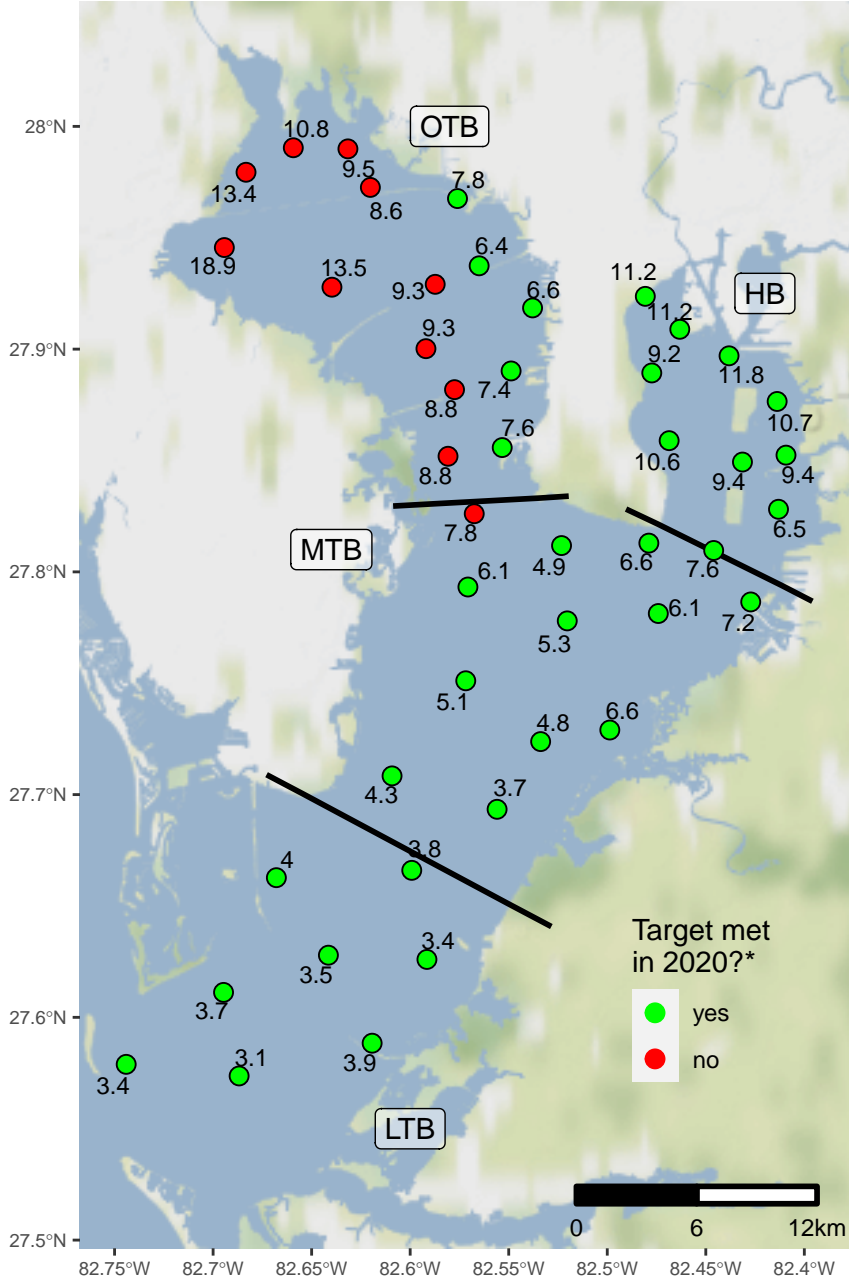 28°N
10.8
OTB
9.5
13.4
8.6
7.8
18.9
13.5
6.4
9.3
6.6
11.2
HB
11.2
27.9°N
9.3
9.2
11.8
7.4
8.8
10.7
7.6
10.6
9.4
9.4
8.8
6.5
7.8
MTB
4.9
6.6
7.6
27.8°N
6.1
6.1
7.2
5.3
5.1
4.8
6.6
4.3
3.7
27.7°N
3.8
4
3.4
3.5
Target met
in 2020?*
yes
no
3.7
27.6°N
3.9
3.1
3.4
LTB
0
6
12km
27.5°N
82.75°W
82.7°W
82.65°W
82.6°W
82.55°W
82.5°W
82.45°W
82.4°W